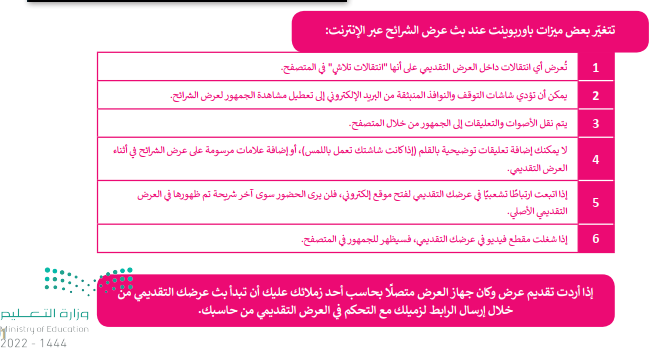 تتغيّر بعض ميزات باوربوينت عند بث عرض الشرائح عبر الإنترنت:
1 تُعرض أي انتقالات داخل العرض التقديمي على أنها "انتقالات تلاشٍ" في المتصفح.
2 يمكن أن تؤدي شاشات التوقف والنوافذ المنبثقة من البريد الإلكتروني إلى تعطيل مشاهدة الجمهور لعرض الشرائح.
3 يتم نقل الأصوات والتعليقات إلى الجمهور من خلال المتصفح.
4 لا يمكنك إضافة تعليقات توضيحية بالقلم (إذا كانت شاشتك تعمل باللمس)، أو إضافة علامات مرسومة على عرض الشرائح في أثناء
العرض التقديمي.
5 إذا اتبعت ارتباطًا تشعبيًا في عرضك التقديمي لفتح موقع إلكتروني، فلن يرى الحضور سوى آخر شريحة تم ظهورها في العرض
التقديمي الأصلي.
6 إذا شغلت مقطع فيديو في عرضك التقديمي، فسيظهر للجمهور في المتصفح.
إذا أردت تقديم عرض وكان جهاز العرض متصلًا بحاسب أحد زملائك عليك أن تبدأ بث عرضك التقديمي من
خلال إرسال الرابط لزميلك مع التحكم في العرض التقديمي من حاسبك.
وزارة التعليم
Ministry of Education
2022 - 1444